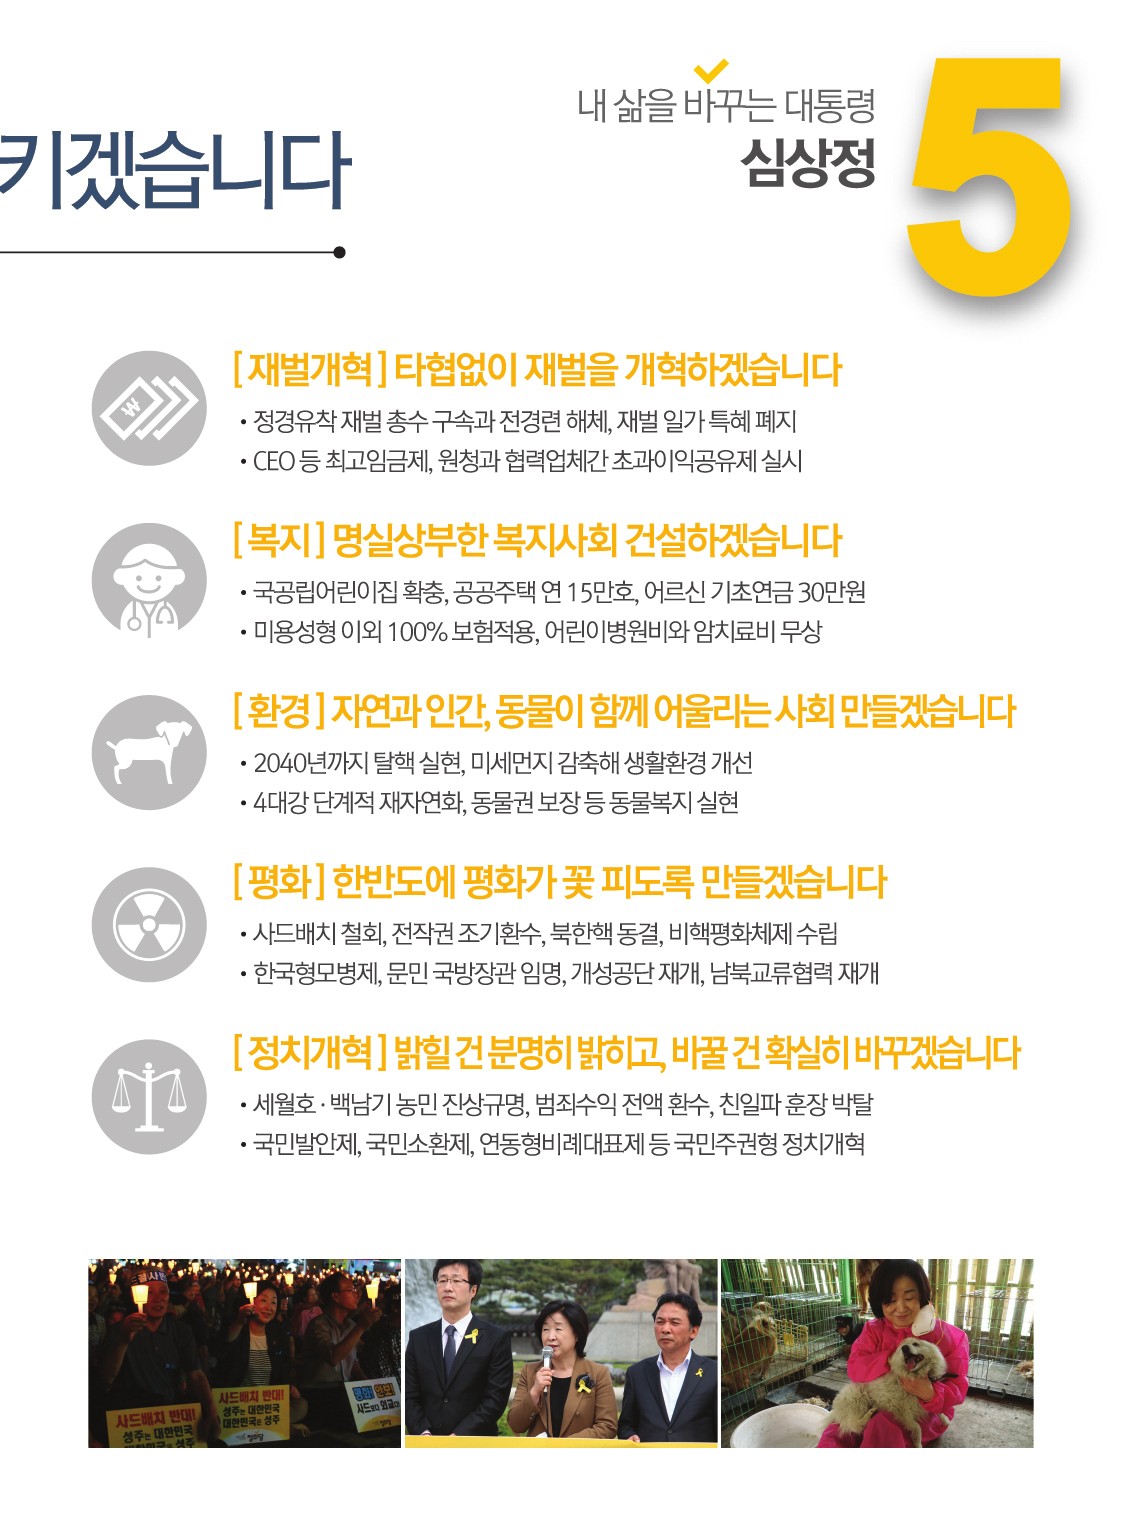 내 삶을 바꾸는 대통령
심상정
5
키겠습니다
[ 재벌개혁 ] 타협없이 재벌을 개혁하겠습니다
• 정경유착 재벌 총수 구속과 전경련 해체, 재벌 일가 특혜 폐지
• CEO 등 최고임금제, 원청과 협력업체간 초과이익공유제 실시
[ 복지 ] 명실상부한 복지사회 건설하겠습니다
• 국공립어린이집 확충, 공공주택 연 15만호, 어르신 기초연금 30만원
• 미용성형 이외 100% 보험적용, 어린이병원비와 암치료비 무상
[ 환경 ] 자연과 인간, 동물이 함께 어울리는 사회 만들겠습니다
• 2040년까지 탈핵 실현, 미세먼지 감축해 생활환경 개선
• 4대강 단계적 재자연화, 동물권 보장 등 동물복지 실현
[ 평화 ] 한반도에 평화가 꽃 피도록 만들겠습니다
• 사드배치 철회, 전작권 조기환수, 북한핵 동결, 비핵평화체제 수립
• 한국형모병제, 문민 국방장관 임명, 개성공단 재개, 남북교류협력 재개
[ 정치개혁 ] 밝힐 건 분명히 밝히고, 바꿀 건 확실히 바꾸겠습니다
• 세월호 · 백남기 농민 진상규명, 범죄수익 전액 환수, 친일파 훈장 박탈
• 국민발안제, 국민소환제, 연동형비례대표제 등 국민주권형 정치개혁
사드배치 반대!
성주는 대한민국
대한민국은 성주
사드배치 반대!
성주는 대한민국
대한민국은 성주
정의당